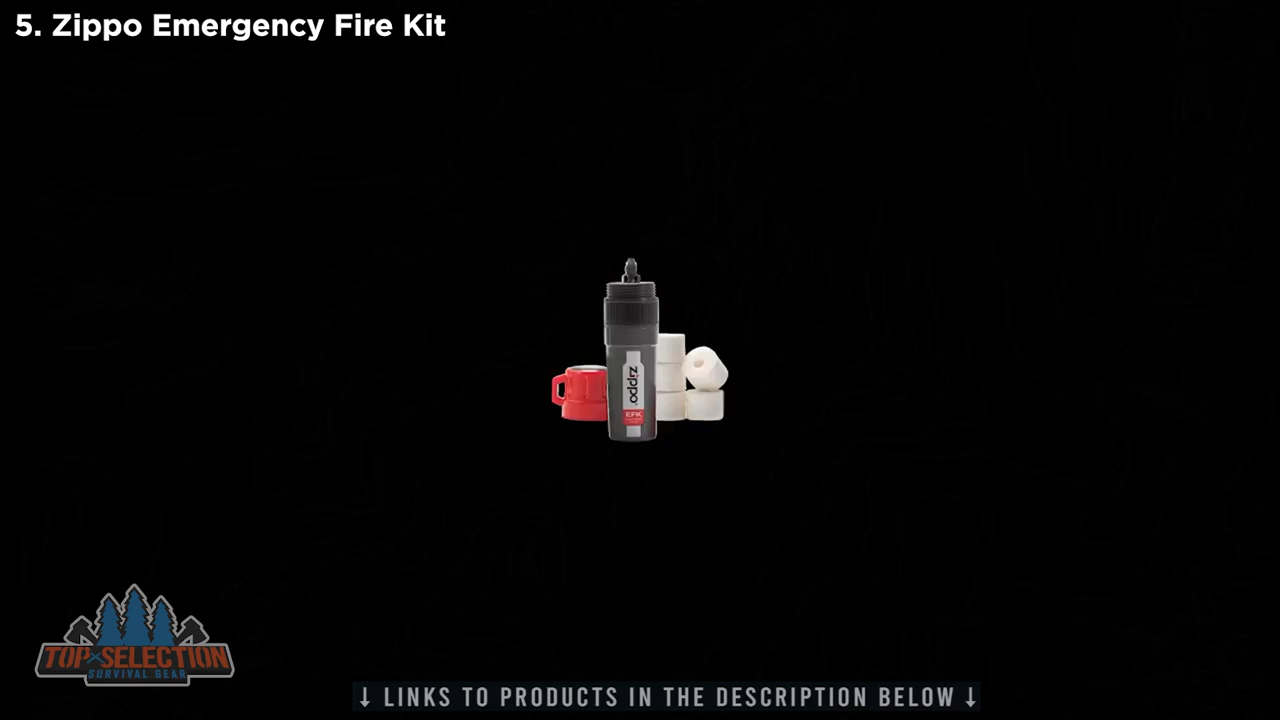 5. Zippo Emergency Fire Kit
zippo.
EFK
TOP SELECTION
SURVIVAL GEAR
↓ LINKS TO PRODUCTS IN THE DESCRIPTION BELOW ↓